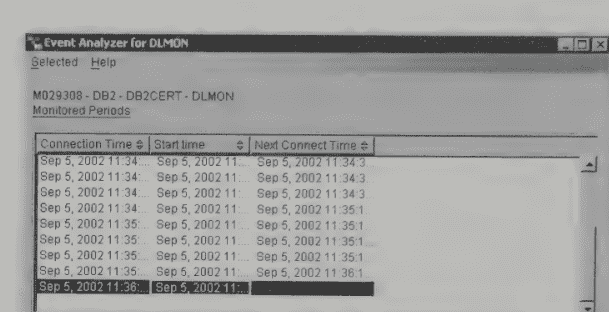 Event Analyzer for DLMON
Selected Help
M029308 - DB2 - DB2CERT - DLMON
Monitored Periods
Connection Time Start time Next Connect Time
Sep 5, 2002 11:34... Sep 5, 2002 11... Sep 5, 2002 11:34:3...
Sep 5, 2002 11:34:... Sep 5, 2002 11... Sep 5, 2002 11:34:3...
Sep 5, 2002 11:34:... Sep 5, 2002 11:... Sep 5, 2002 11:34:3...
Sep 5, 2002 11:34:... Sep 5, 2002 11:... Sep 5, 2002 11:35:1...
Sep 5, 2002 11:35:... Sep 5, 2002 11:... Sep 5, 2002 11:35:1...
Sep 5, 2002 11:35:... Sep 5, 2002 11:... Sep 5, 2002 11:35:1...
Sep 5, 2002 11:35:... Sep 5, 2002 11:... Sep 5, 2002 11:35:1...
Sep 5, 2002 11:35:... Sep 5, 2002 11:... Sep 5, 2002 11:36:1...
Sep 5, 2002 11:36:... Sep 5, 2002 11:...